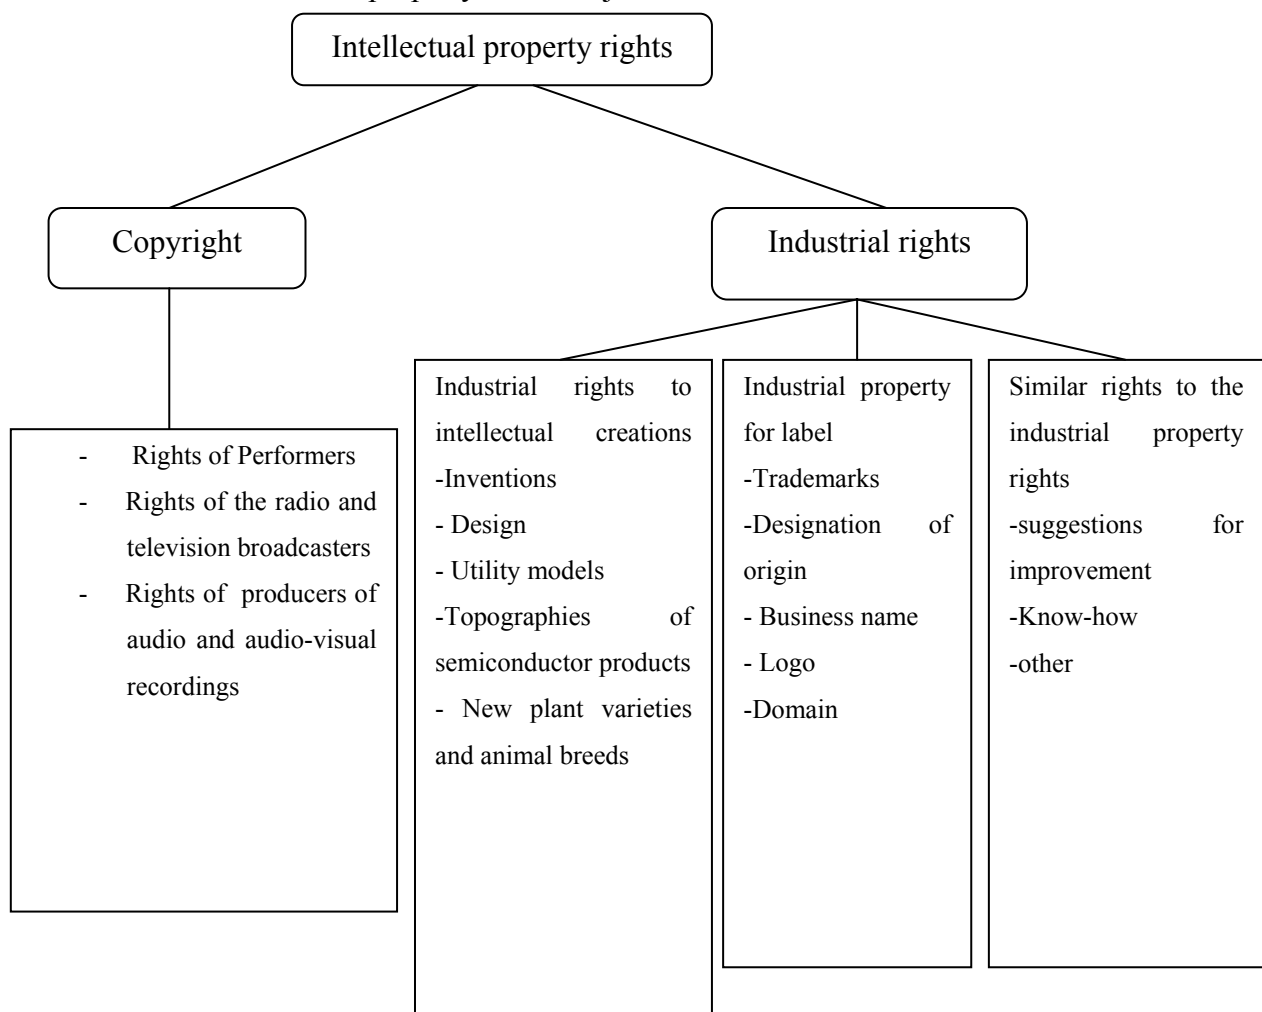 property
Intellectual property rights
Copyright
Industrial rights
- Rights of Performers
- Rights of the radio and
television broadcasters
- Rights of producers of
audio and audio-visual
recordings
Industrial rights to
intellectual creations
-Inventions
- Design
- Utility models
-Topographies of
semiconductor products
- New plant varieties
and animal breeds
Industrial property
for label
-Trademarks
-Designation of
origin
- Business name
- Logo
-Domain
Similar rights to the
industrial property
rights
-suggestions for
improvement
-Know-how
-other